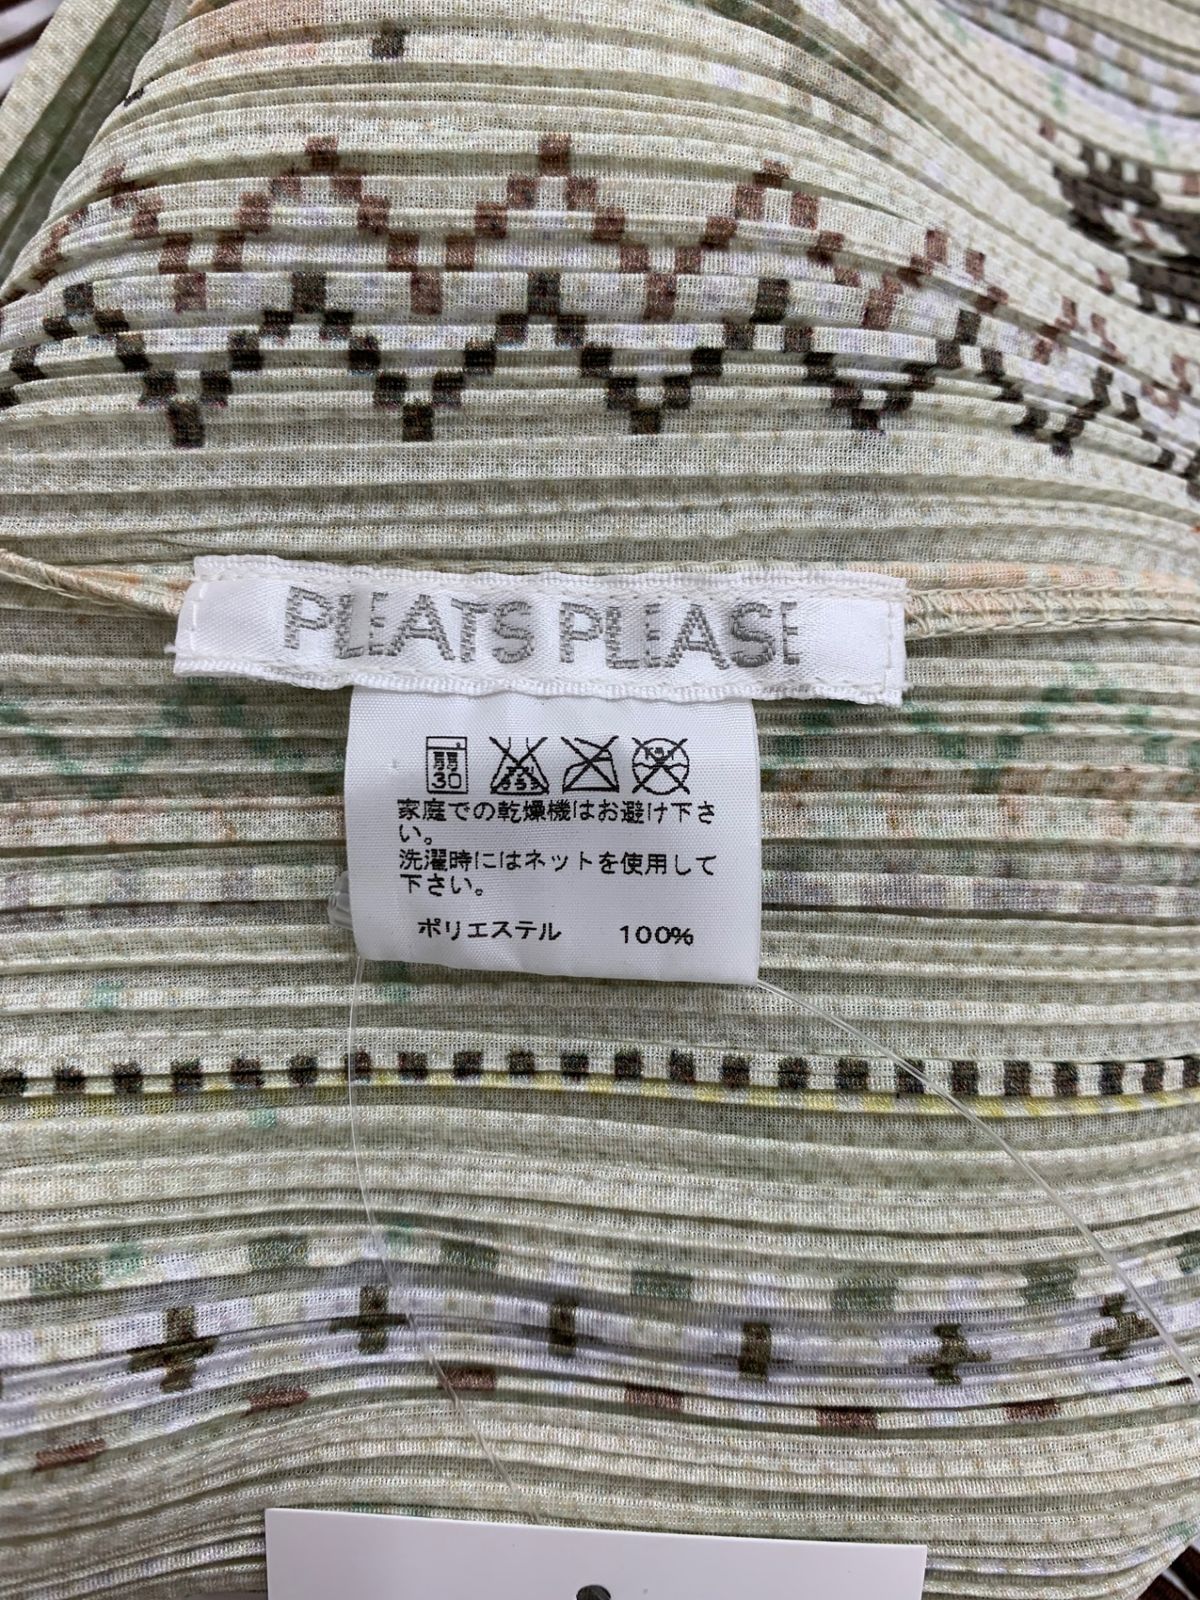 PLEATS PLEASE
弱
30
家庭での乾燥機はお避け下さ
い。
洗濯時にはネットを使用して
下さい。
ポリエステル 100%